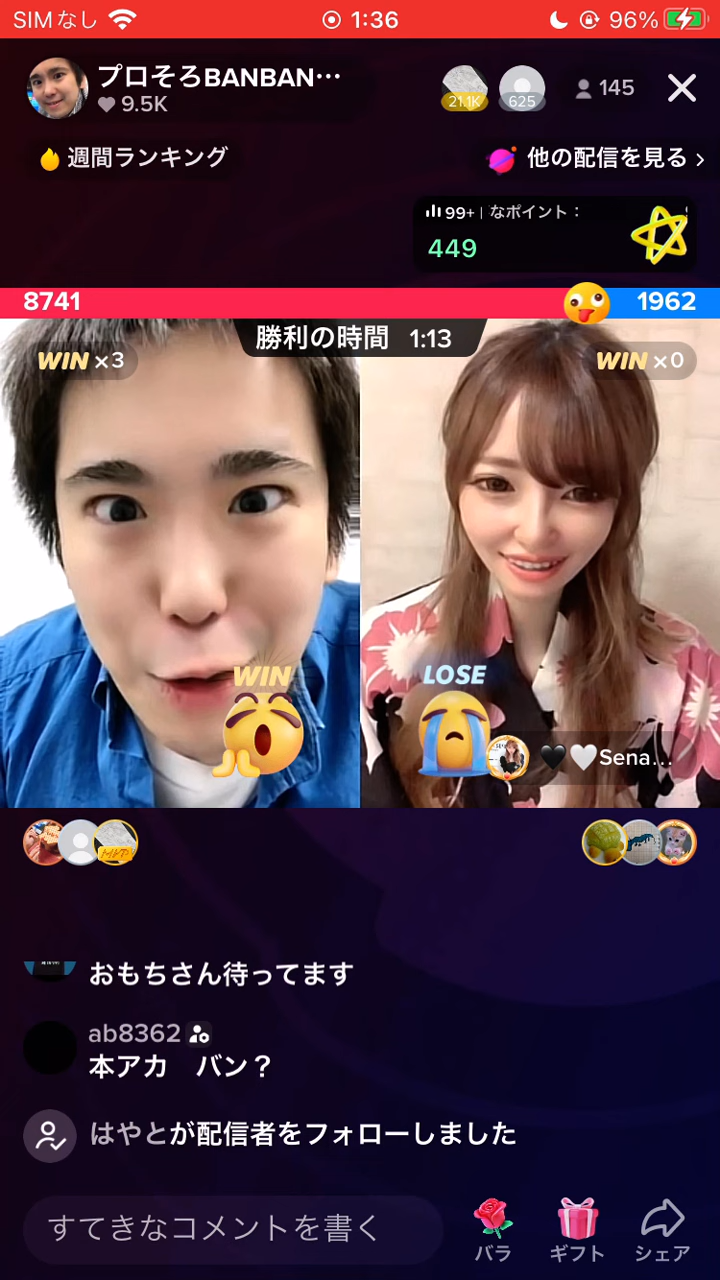 SIMなし 1:36 96%
プロそろBANBAN…
9.5K
21.1K 625 145
週間ランキング 他の配信を見る
99+ なポイント：
449
8741 1962
勝利の時間 1:13
WIN ×3 WIN ×0
WIN LOSE
Sena…
おもちさん待ってます
ab8362
本アカ バン？
はやとが配信者をフォローしました
すてきなコメントを書く
バラ ギフト シェア